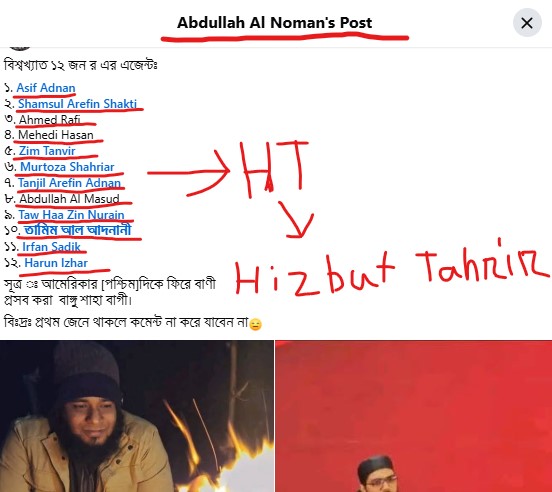 Abdullah Al Noman's Post
বিশ্বখ্যাত ১২ জন র এর এজেন্টঃ
১. Asif Adnan
২. Shamsul Arefin Shakti
৩. Ahmed Rafi
৪. Mehedi Hasan
৫. Zim Tanvir
৬. Murtoza Shahriar
৭. Tanjil Arefin Adnan
৮. Abdullah Al Masud
৯. Taw Haa Zin Nurain
১০. তামিম আল আদনানী
১১. Irfan Sadik
১২. Harun Izhar
HT
Hizbut Tahrir
সূত্র ঃ আমেরিকার [পশ্চিম]দিকে ফিরে বাণী
প্রসব করা বাঙ্গু শাহা বাগী।
বিঃদ্রঃ প্রথম জেনে থাকলে কমেন্ট না করে যাবেন না😑